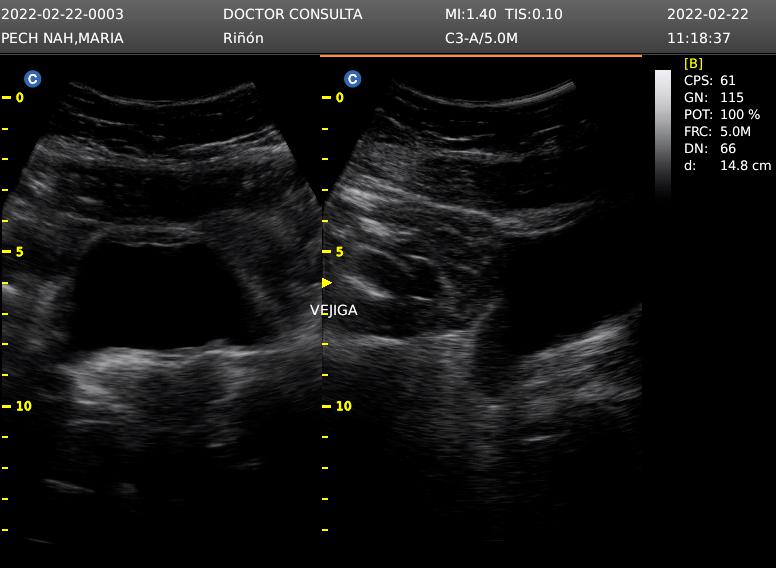 2022-02-22-0003 DOCTOR CONSULTA MI:1.40 TIS:0.10 2022-02-22
PECH NAH,MARIA Riñón C3-A/5.0M 11:18:37
C C
0 0
5 5
10 10
VEJIGA
[B]
CPS: 61
GN: 115
POT: 100 %
FRC: 5.0M
DN: 66
d: 14.8 cm